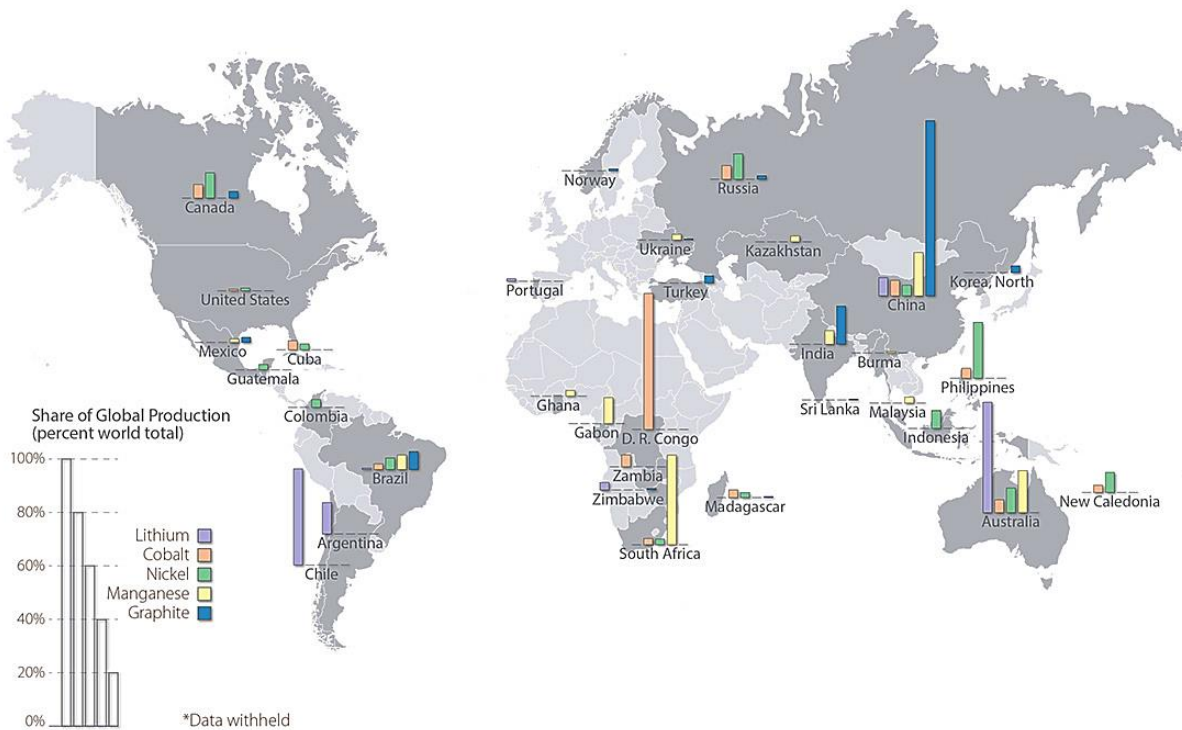 Norway
Russia
Canada
Ukraine
Kazakhstan
United States
Portugal
Turkey
China
Korea, North
Mexico
Cuba
India
Burma
Guatemala
Philippines
Ghana
Sri Lanka
Malaysia
Colombia
Gabon
D. R. Congo
Indonesia
Share of Global Production
(percent world total)
100%
80%
60%
40%
20%
0%
Lithium
Cobalt
Nickel
Manganese
Graphite
Brazil
Zambia
Zimbabwe
Madagascar
New Caledonia
Australia
Argentina
South Africa
Chile
*Data withheld